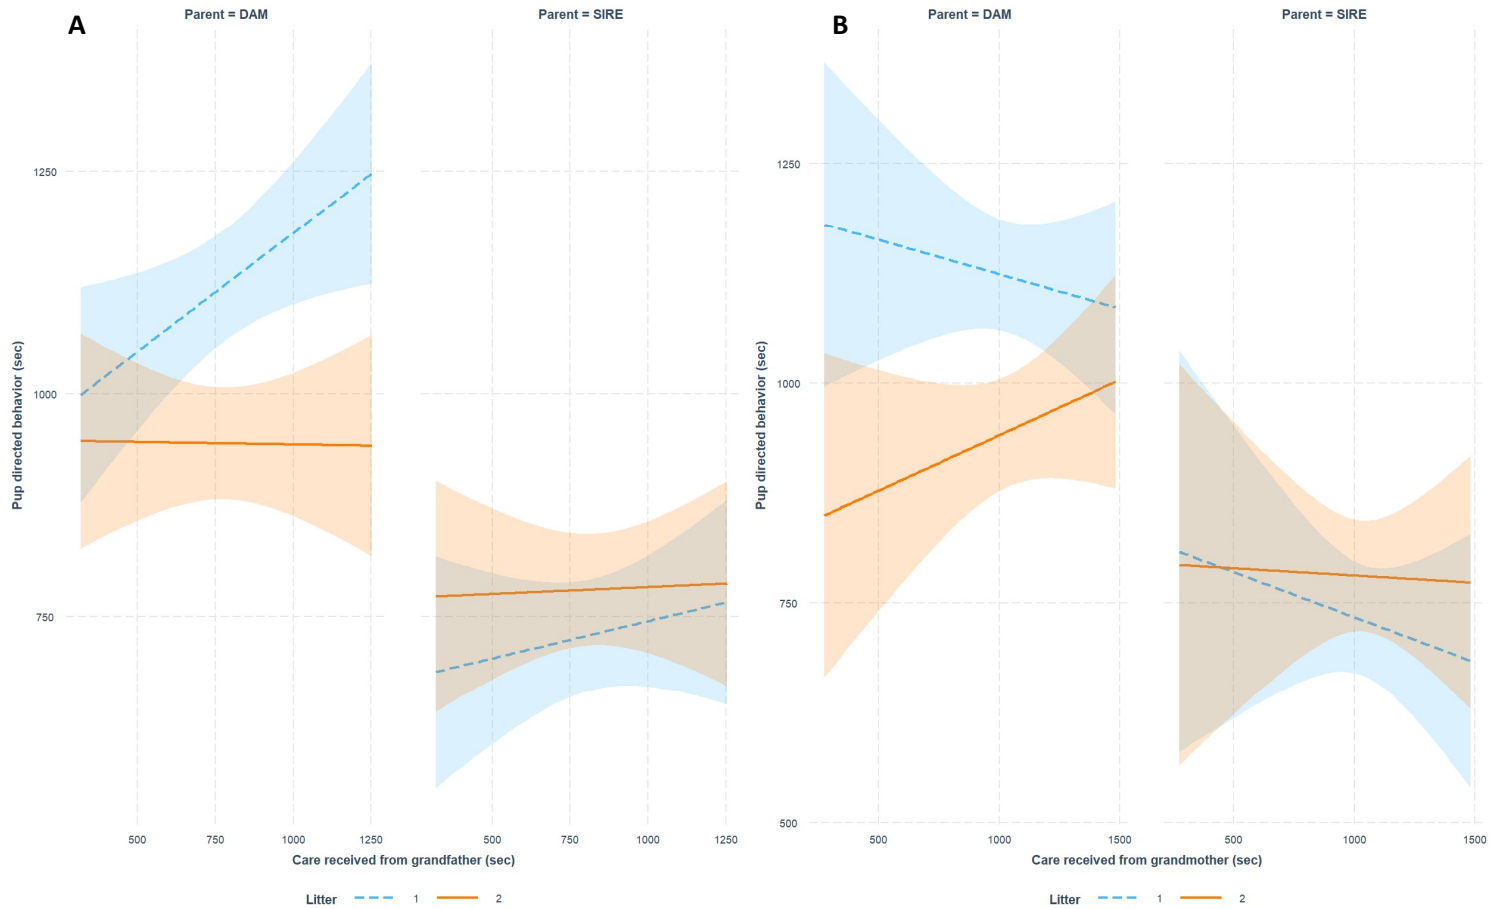 A
Parent = DAM
Parent = SIRE
1250
1000
750
Pup directed behavior (sec)
500
750
1000
1250
500
750
1000
1250
Care received from grandfather (sec)
Litter
1
2
B
Parent = DAM
Parent = SIRE
1250
1000
750
500
Pup directed behavior (sec)
500
1000
1500
500
1000
1500
Care received from grandmother (sec)
Litter
1
2